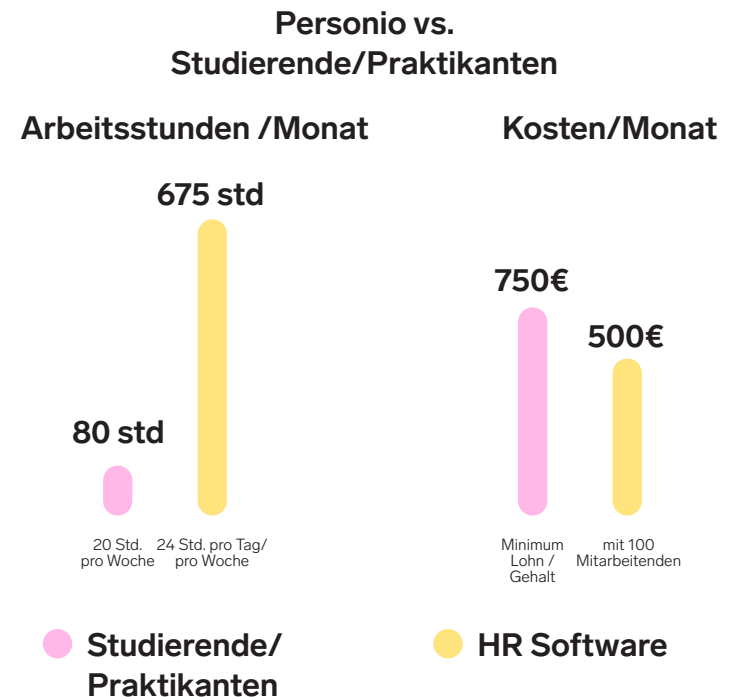 Personio vs.
Studierende/Praktikanten
Arbeitsstunden /Monat
Kosten/Monat
675 std
750€
500€
80 std
20 Std.
pro Woche
24 Std. pro Tag/
pro Woche
Minimum
Lohn /
Gehalt
mit 100
Mitarbeitenden
Studierende/
Praktikanten
HR Software